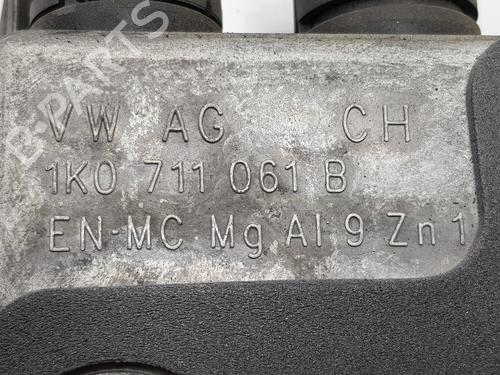 B-PARTS
VW AG CH
1K0 711 061 B
EN-MC Mg Al 9 Zn 1